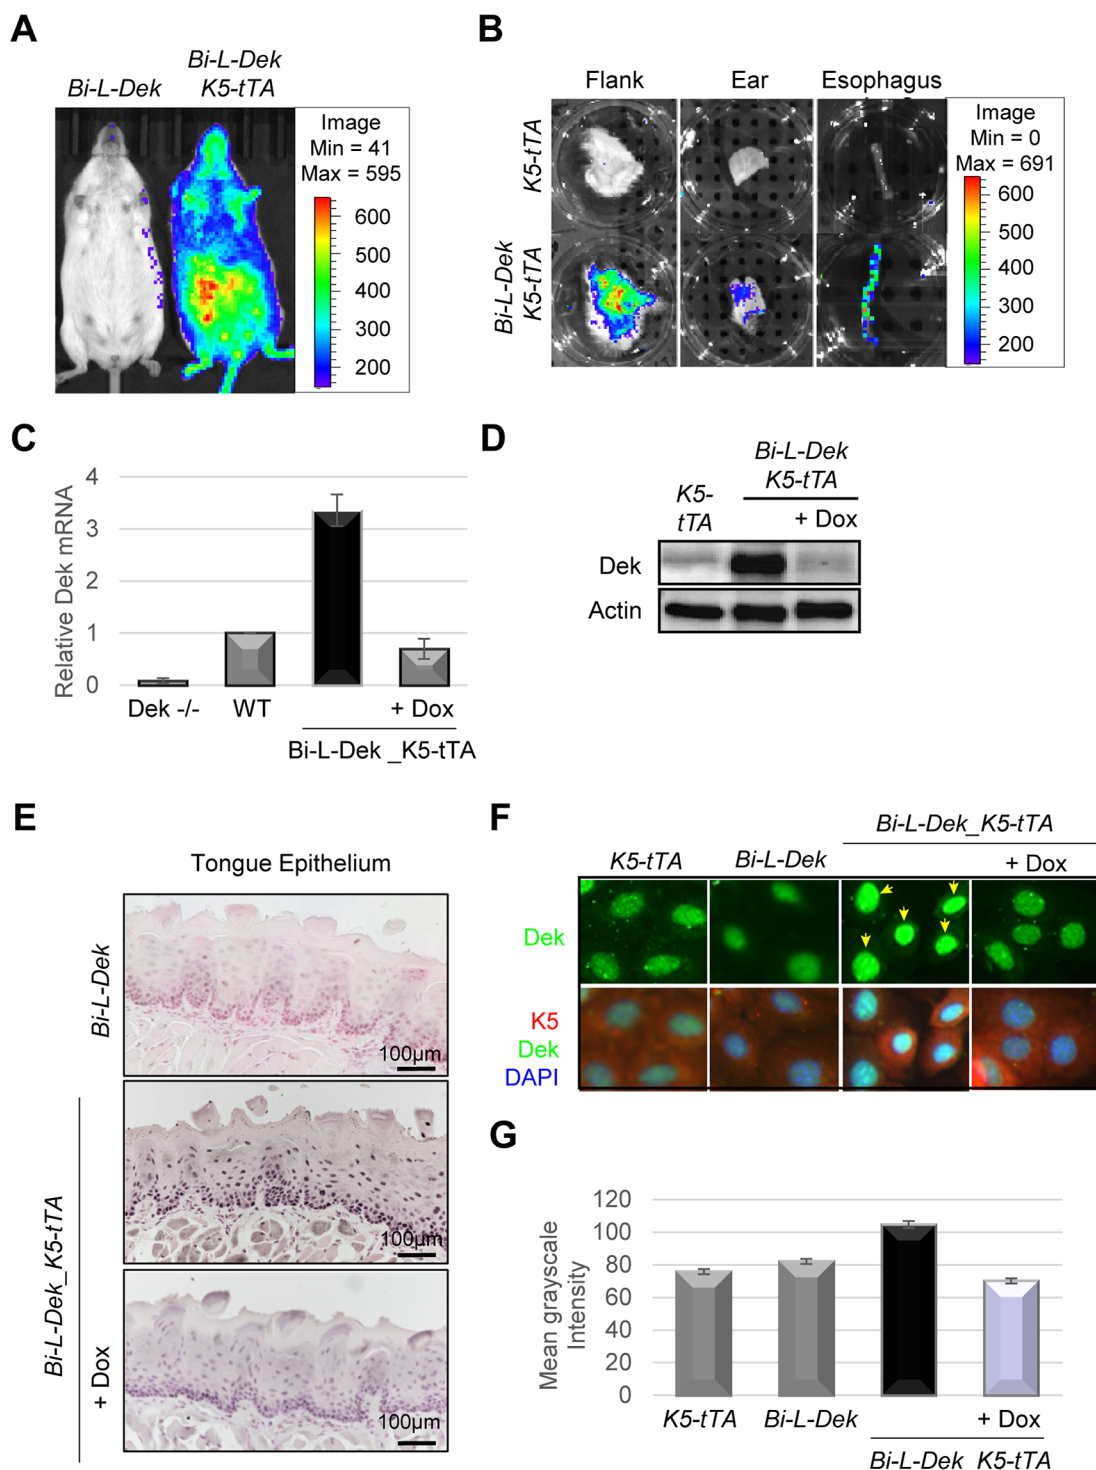 A
Bi-L-Dek
Bi-L-Dek
K5-tTA
Image
Min = 41
Max = 595
600
500
400
300
200
B
Flank
Ear
Esophagus
K5-tTA
Bi-L-Dek
K5-tTA
Image
Min = 0
Max = 691
600
500
400
300
200
C
Relative Dek mRNA
4
3
2
1
0
Dek -/-
WT
+ Dox
Bi-L-Dek _K5-tTA
D
K5-
tTA
Bi-L-Dek
K5-tTA
+ Dox
Dek
Actin
E
Tongue Epithelium
Bi-L-Dek
100µm
Bi-L-Dek_K5-tTA
100µm
+ Dox
100µm
F
K5-tTA
Bi-L-Dek
Bi-L-Dek_K5-tTA
+ Dox
Dek
K5
Dek
DAPI
G
Mean grayscale
Intensity
120
100
80
60
40
20
0
K5-tTA
Bi-L-Dek
+ Dox
Bi-L-Dek_K5-tTA